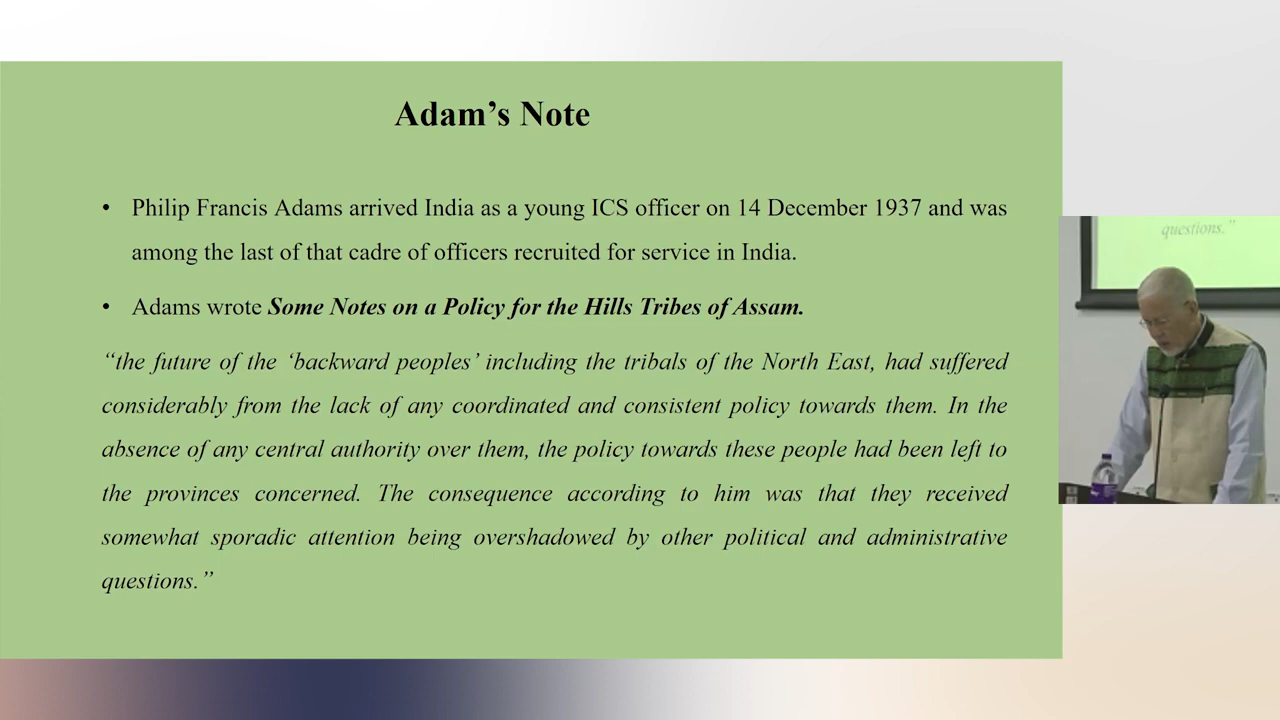 Adam’s Note
• Philip Francis Adams arrived India as a young ICS officer on 14 December 1937 and was
among the last of that cadre of officers recruited for service in India.
• Adams wrote Some Notes on a Policy for the Hills Tribes of Assam.
“the future of the ‘backward peoples’ including the tribals of the North East, had suffered
considerably from the lack of any coordinated and consistent policy towards them. In the
absence of any central authority over them, the policy towards these people had been left to
the provinces concerned. The consequence according to him was that they received
somewhat sporadic attention being overshadowed by other political and administrative
questions.”
questions.”